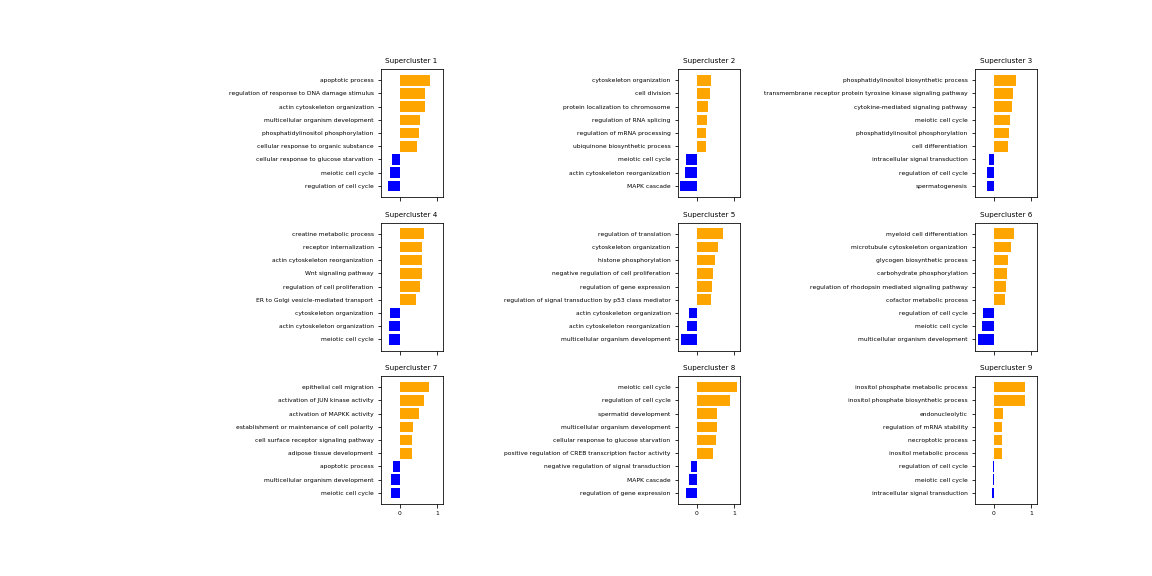 Supercluster 1
apoptotic process
regulation of response to DNA damage stimulus
actin cytoskeleton organization
multicellular organism development
phosphatidylinositol phosphorylation
cellular response to organic substance
cellular response to glucose starvation
meiotic cell cycle
regulation of cell cycle
Supercluster 2
cytoskeleton organization
cell division
protein localization to chromosome
regulation of RNA splicing
regulation of mRNA processing
ubiquinone biosynthetic process
meiotic cell cycle
actin cytoskeleton reorganization
MAPK cascade
Supercluster 3
phosphatidylinositol biosynthetic process
transmembrane receptor protein tyrosine kinase signaling pathway
cytokine-mediated signaling pathway
meiotic cell cycle
phosphatidylinositol phosphorylation
cell differentiation
intracellular signal transduction
regulation of cell cycle
spermatogenesis
Supercluster 4
creatine metabolic process
receptor internalization
actin cytoskeleton reorganization
Wnt signaling pathway
regulation of cell proliferation
ER to Golgi vesicle-mediated transport
cytoskeleton organization
actin cytoskeleton organization
meiotic cell cycle
Supercluster 5
regulation of translation
cytoskeleton organization
histone phosphorylation
negative regulation of cell proliferation
regulation of gene expression
regulation of signal transduction by p53 class mediator
actin cytoskeleton organization
actin cytoskeleton reorganization
multicellular organism development
Supercluster 6
myeloid cell differentiation
microtubule cytoskeleton organization
glycogen biosynthetic process
carbohydrate phosphorylation
regulation of rhodopsin mediated signaling pathway
cofactor metabolic process
regulation of cell cycle
meiotic cell cycle
multicellular organism development
Supercluster 7
epithelial cell migration
activation of JUN kinase activity
activation of MAPKK activity
establishment or maintenance of cell polarity
cell surface receptor signaling pathway
adipose tissue development
apoptotic process
multicellular organism development
meiotic cell cycle
0 1
Supercluster 8
meiotic cell cycle
regulation of cell cycle
spermatid development
multicellular organism development
cellular response to glucose starvation
positive regulation of CREB transcription factor activity
negative regulation of signal transduction
MAPK cascade
regulation of gene expression
0 1
Supercluster 9
inositol phosphate metabolic process
inositol phosphate biosynthetic process
endonucleolytic
regulation of mRNA stability
necroptotic process
inositol metabolic process
regulation of cell cycle
meiotic cell cycle
intracellular signal transduction
0 1